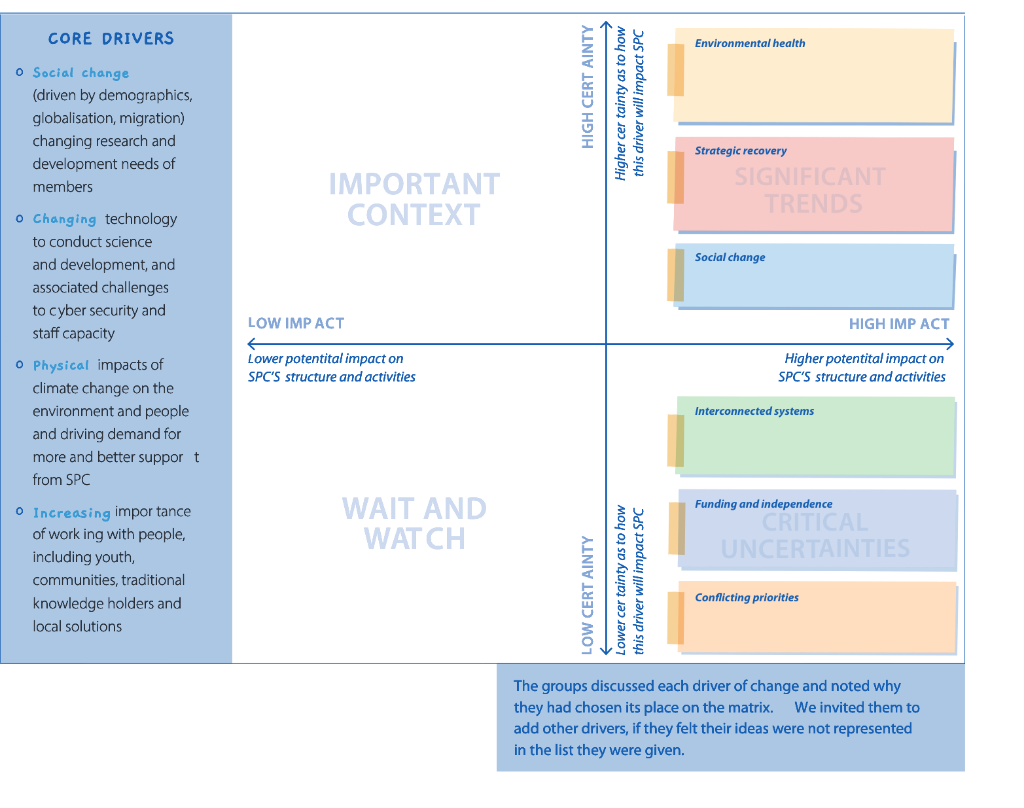 CORE DRIVERS
Social change
(driven by demographics,
globalisation, migration)
changing research and
development needs of
members
Changing technology
to conduct science
and development, and
associated challenges
to cyber security and
staff capacity
Physical impacts of
climate change on the
environment and people
and driving demand for
more and better suppor t
from SPC
Increasing impor tance
of work ing with people,
including youth,
communities, traditional
knowledge holders and
local solutions
IMPORTANT
CONTEXT
HIGH CERT AINTY
Higher cer tainty as to how
this driver will impact SPC
Environmental health
Strategic recovery
SIGNIFICANT
TRENDS
Social change
LOW IMP ACT
HIGH IMP ACT
Lower potentital impact on
SPC'S structure and activities
Higher potentital impact on
SPC'S structure and activities
WAIT AND
WAT CH
LOW CERT AINTY
Lower cer tainty as to how
this driver will impact SPC
Interconnected systems
Funding and independence
CRITICAL
UNCERTAINTIES
Conflicting priorities
The groups discussed each driver of change and noted why
they had chosen its place on the matrix. We invited them to
add other drivers, if they felt their ideas were not represented
in the list they were given.